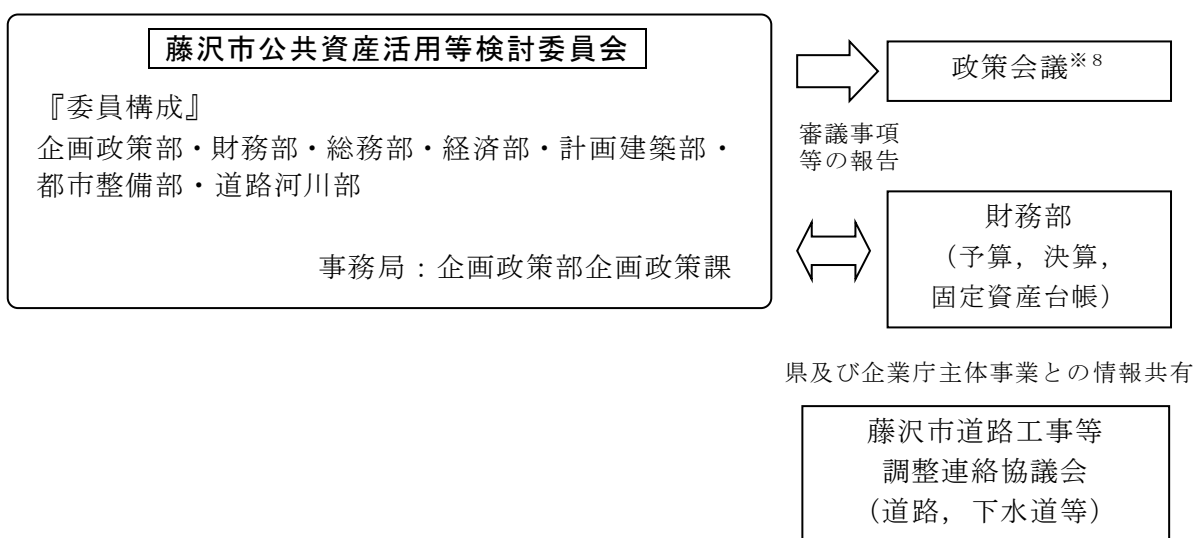 藤沢市公共資産活用等検討委員会
『委員構成』
企画政策部・財務部・総務部・経済部・計画建築部・
都市整備部・道路河川部
事務局：企画政策部企画政策課
政策会議※8
審議事項
等の報告
財務部
（予算，決算，
固定資産台帳）
県及び企業庁主体事業との情報共有
藤沢市道路工事等
調整連絡協議会
（道路，下水道等）